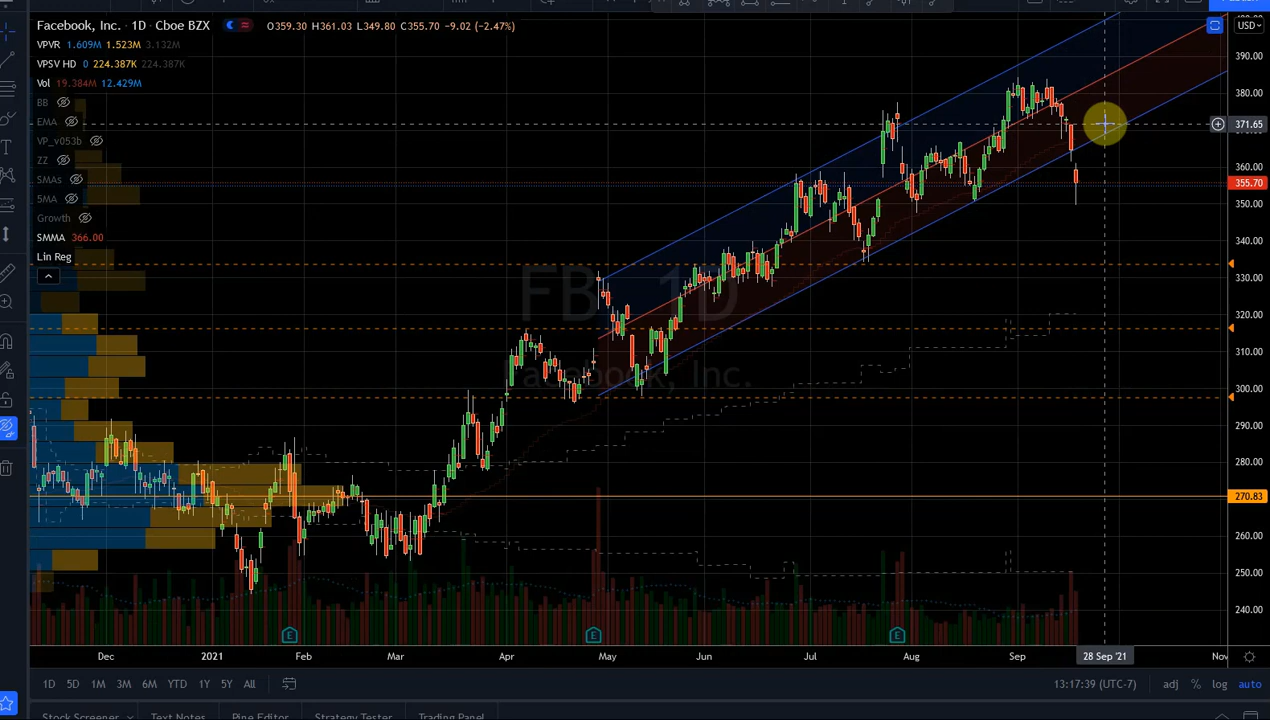 Facebook, Inc. · 1D · Cboe BZX O359.30 H361.03 L349.80 C355.70 -9.02 (-2.47%)
USD
VPVR 1.609M 1.523M 3.132M
VPSV HD 0 224.387K 224.387K
Vol 19.384M 12.429M
BB
EMA
VP_v053b
ZZ
SMAs
5MA
Growth
SMMA 366.00
Lin Reg
FB, 1D
Facebook, Inc.
390.00
380.00
371.65
360.00
355.70
350.00
340.00
330.00
320.00
310.00
300.00
290.00
280.00
270.83
260.00
250.00
240.00
E E E
Dec 2021 Feb Mar Apr May Jun Jul Aug Sep 28 Sep '21 Nov
1D 5D 1M 3M 6M YTD 1Y 5Y All 13:17:39 (UTC-7) adj % log auto
Stock Screener Text Notes Pine Editor Strategy Tester Trading Panel